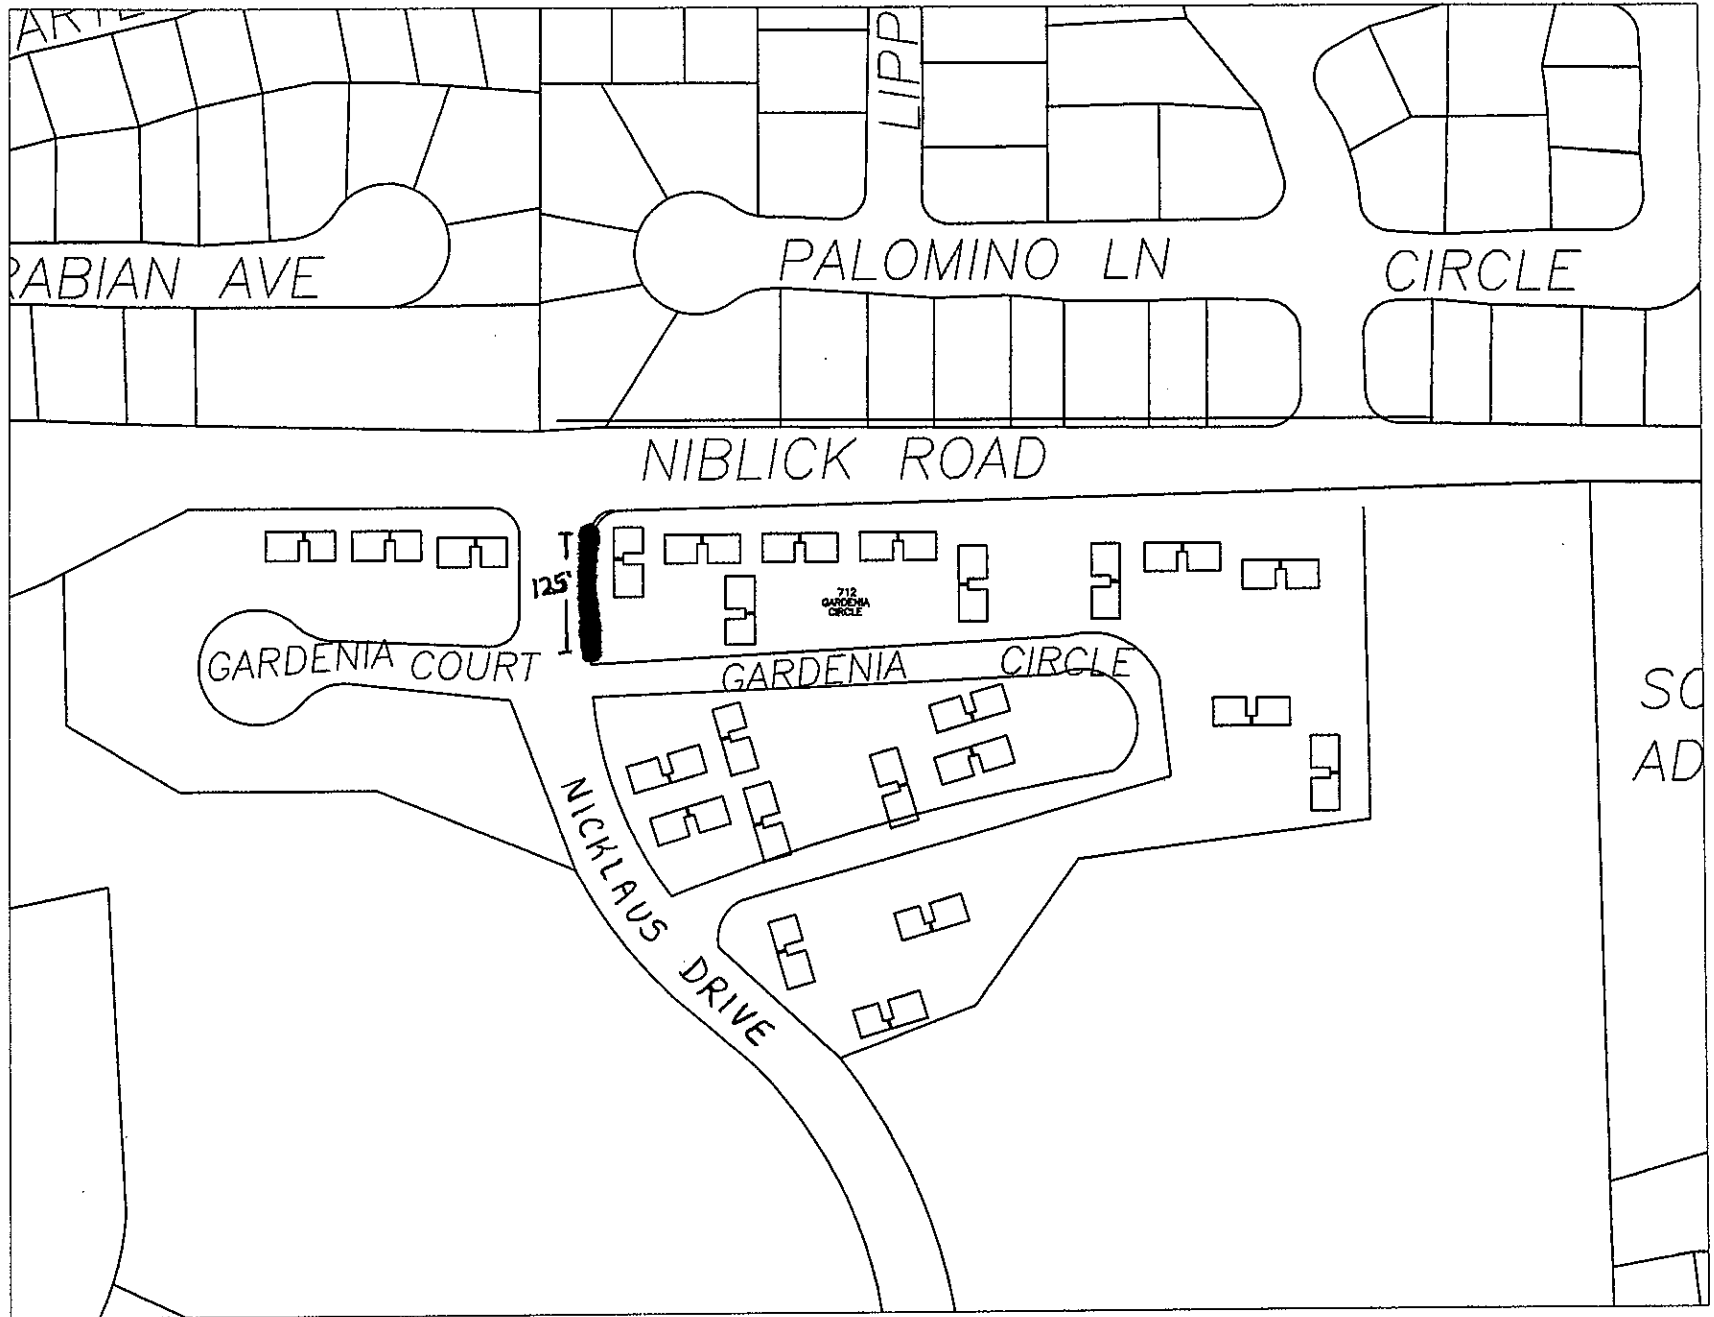 LIPP
RABIAN AVE
PALOMINO LN
CIRCLE
NIBLICK ROAD
125'
712
GARDENIA
CIRCLE
GARDENIA COURT
GARDENIA CIRCLE
SC
AD
NICKLAUS DRIVE